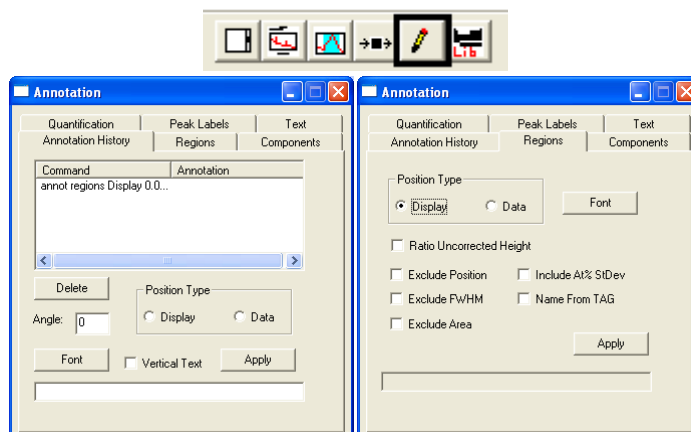 Lib
Annotation
Quantification Peak Labels Text
Annotation History Regions Components
Command Annotation
annot regions Display 0.0...
Delete
Position Type
Display Data
Angle: 0
Font
Vertical Text
Apply
Annotation
Quantification Peak Labels Text
Annotation History Regions Components
Position Type
Display Data
Font
Ratio Uncorrected Height
Exclude Position Include At% StDev
Exclude FWHM Name From TAG
Exclude Area
Apply